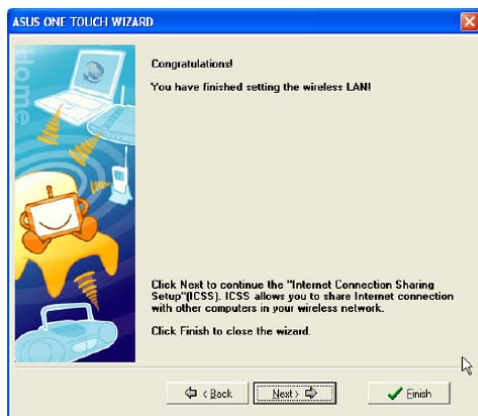 ASUS ONE TOUCH WIZARD
Home
Congratulations!
You have finished setting the wireless LAN!
Click Next to continue the "Internet Connection Sharing
Setup"(ICSS). ICSS allows you to share Internet connection
with other computers in your wireless network.
Click Finish to close the wizard.
< Back
Next >
Finish